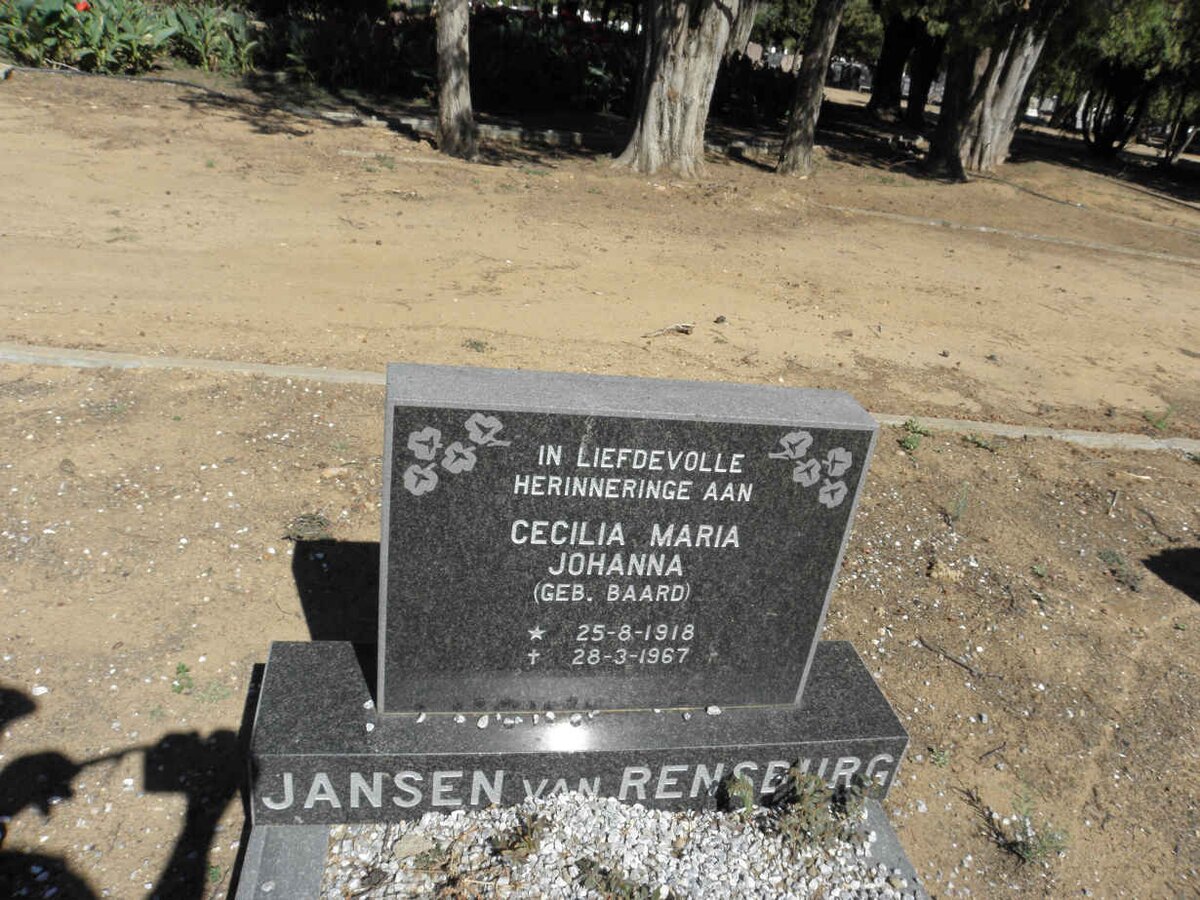 IN LIEFDEVOLLE
HERINNERINGE AAN
CECILIA MARIA
JOHANNA
(GEB. BAARD)
★ 25-8-1918
✝ 28-3-1967
JANSEN VAN RENSBURG